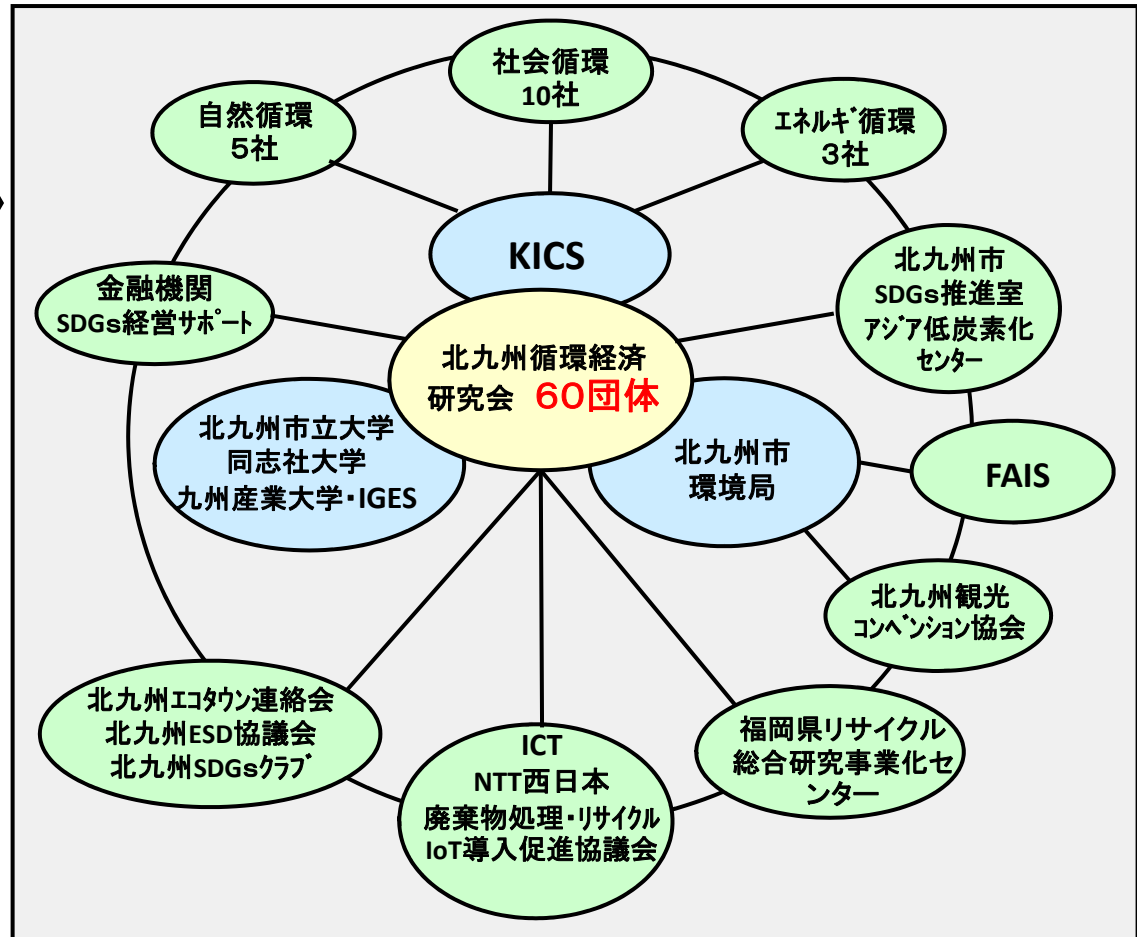 社会循環
10社
自然循環
５社
ｴﾈﾙｷﾞ循環
３社
KICS
金融機関
SDGs経営ｻﾎﾟｰﾄ
北九州市
SDGs推進室
ｱｼﾞｱ低炭素化
ｾﾝﾀｰ
北九州循環経済
研究会 ６０団体
北九州市立大学
同志社大学
九州産業大学・IGES
北九州市
環境局
FAIS
北九州観光
ｺﾝﾍﾞﾝｼｮﾝ協会
北九州ｴｺﾀｳﾝ連絡会
北九州ESD協議会
北九州SDGsｸﾗﾌﾞ
ICT
NTT西日本
廃棄物処理・ﾘｻｲｸﾙ
IoT導入促進協議会
福岡県リサイクル
総合研究事業化セ
ンター